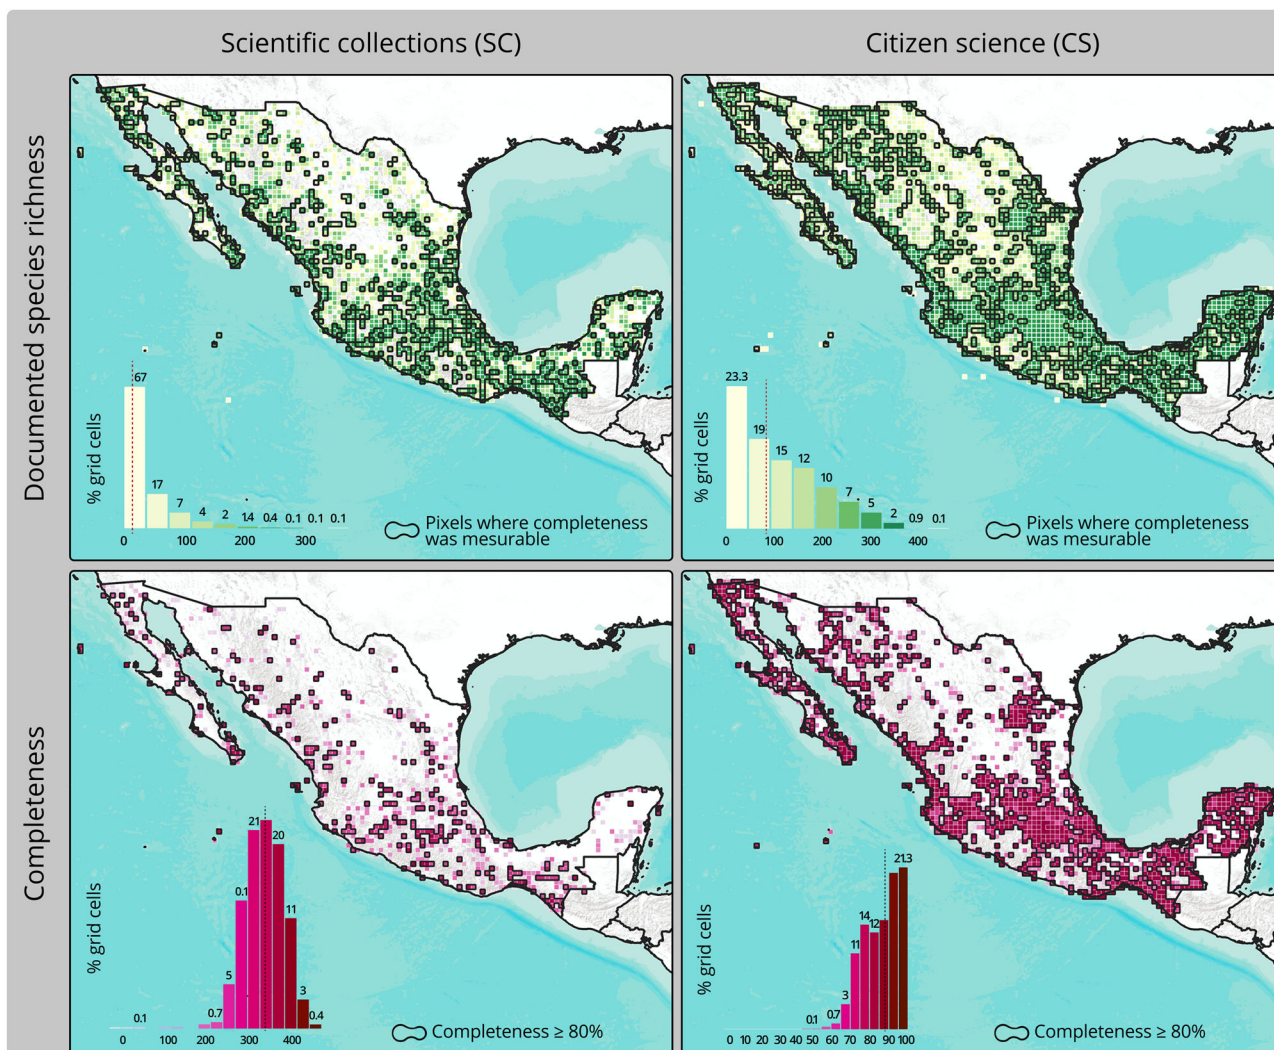 Scientific collections (SC)
Citizen science (CS)
Documented species richness
67
17
7
4
2
1.4
0.4
0.1
0.1
0.1
% grid cells
0 100 200 300
Pixels where completeness
was mesurable
23.3
19
15
12
10
7
5
2
0.9
0.1
% grid cells
0 100 200 300 400
Pixels where completeness
was mesurable
Completeness
0.1
0.7
5
0.1
21
20
11
3
0.4
% grid cells
0 100 200 300 400
Completeness ≥ 80%
0.1
0.7
3
11
14
12
21.3
% grid cells
0 10 20 30 40 50 60 70 80 90 100
Completeness ≥ 80%